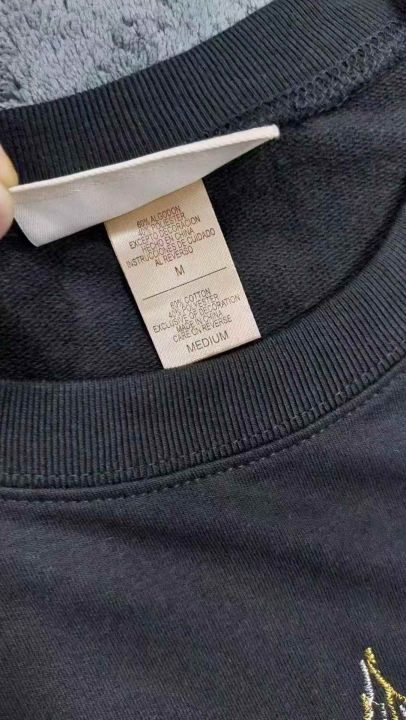 60% ALGODON
40% POLYESTER
EXCEPTO DECORACION
HECHO EN CHINA
INSTRUCCIONES DE CUIDADO
AL REVERSO
M
60% COTTON
40% POLYESTER
EXCLUSIVE OF DECORATION
MADE IN CHINA
CARE ON REVERSE
MEDIUM